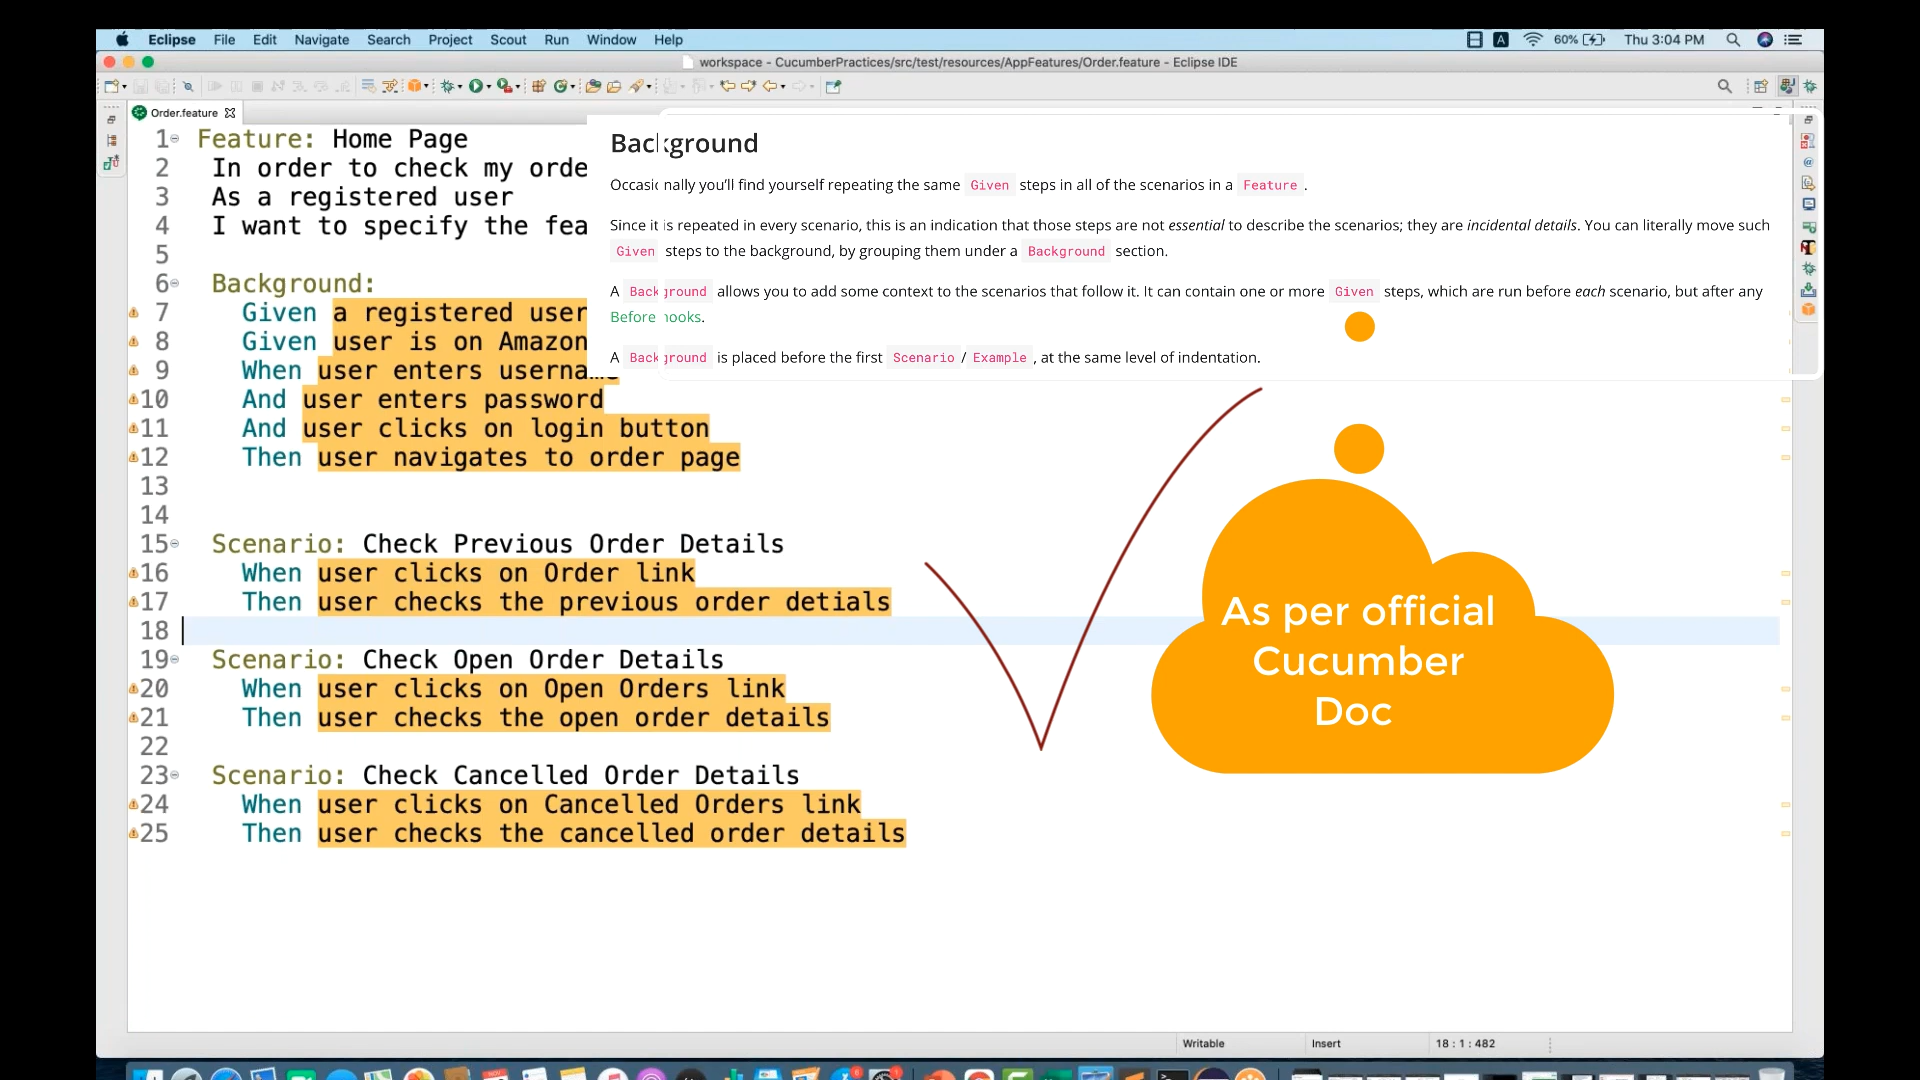 Eclipse File Edit Navigate Search Project Scout Run Window Help 60% Thu 3:04 PM
workspace - CucumberPractices/src/test/resources/AppFeatures/Order.feature - Eclipse IDE
Order.feature
1 Feature: Home Page
2 In order to check my orde
3 As a registered user
4 I want to specify the fea
5
6 Background:
7 Given a registered user
8 Given user is on Amazon
9 When user enters username
10 And user enters password
11 And user clicks on login button
12 Then user navigates to order page
13
14
15 Scenario: Check Previous Order Details
16 When user clicks on Order link
17 Then user checks the previous order detials
18
19 Scenario: Check Open Order Details
20 When user clicks on Open Orders link
21 Then user checks the open order details
22
23 Scenario: Check Cancelled Order Details
24 When user clicks on Cancelled Orders link
25 Then user checks the cancelled order details
Background
Occasionally you'll find yourself repeating the same Given steps in all of the scenarios in a Feature.
Since it is repeated in every scenario, this is an indication that those steps are not essential to describe the scenarios; they are incidental details. You can literally move such
Given steps to the background, by grouping them under a Background section.
A Background allows you to add some context to the scenarios that follow it. It can contain one or more Given steps, which are run before each scenario, but after any
Before hooks.
A Background is placed before the first Scenario / Example, at the same level of indentation.
As per official
Cucumber
Doc
Writable Insert 18 : 1 : 482